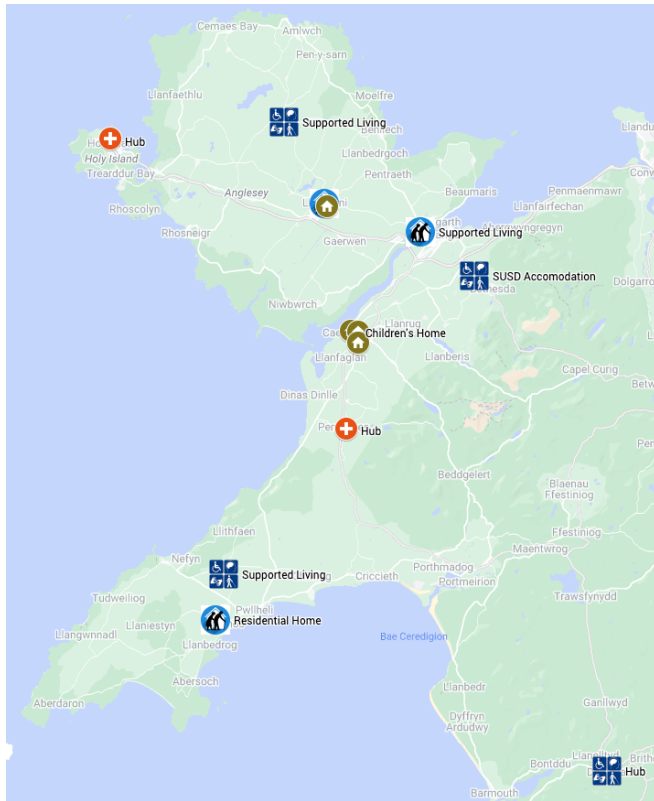 Cemaes Bay
Amlwch
Pen-y-sarn
Llanfaethlu
Moelfre
Supported Living
Hub
Holy Island
Llanbedrgoch
Trearddur Bay
Pentraeth
Anglesey
Beaumaris
Penmaenmawr
Rhoscolyn
Llanfairfechan
Rhosneigr
Supported Living
Gaerwen
SUSD Accomodation
Dolgarro
Niwbwrch
Llanrug
Children's Home
Llanfaglan
Llanberis
Capel Curig
Dinas Dinlle
Hub
Beddgelert
Blaenau
Ffestiniog
Llithfaen
Ffestiniog
Maentwrog
Nefyn
Supported Living
Criccieth
Porthmadog
Portmeirion
Tudweiliog
Trawsfynydd
Pwllheli
Llangwnnadl
Llaniestyn
Residential Home
Bae Ceredigion
Llanbedrog
Abersoch
Llanbedr
Aberdaron
Ganllwyd
Dyffryn
Ardudwy
Bontddu
Hub
Barmouth